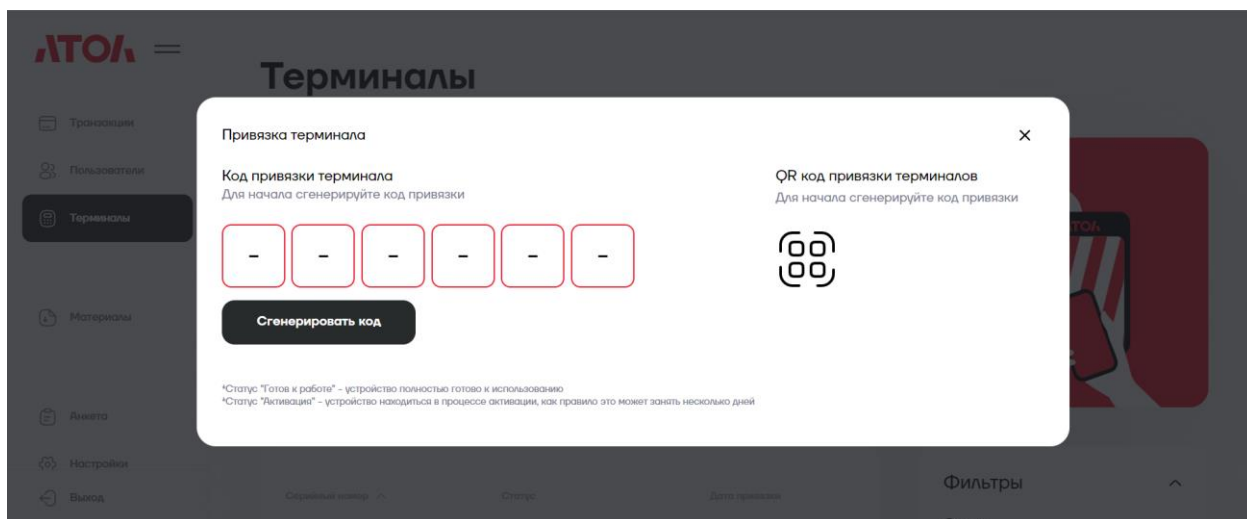 АТОЛ
Терминалы
Транзакции
Пользователи
Терминалы
Материалы
Анкета
Настройки
Выход
Привязка терминала
Код привязки терминала
Для начала сгенерируйте код привязки
- - - - - -
Сгенерировать код
QR код привязки терминалов
Для начала сгенерируйте код привязки
*Статус "Готов к работе" - устройство полностью готово к использованию
*Статус "Активация" - устройство находиться в процессе активации, как правило это может занять несколько дней
АТОЛ
Серийный номер
Статус
Дата привязки
Фильтры